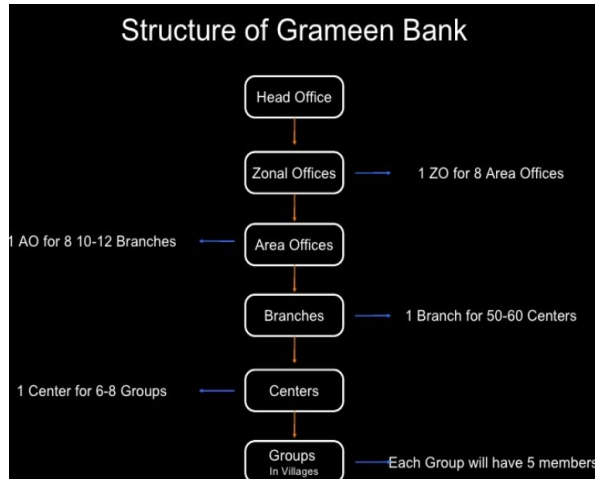 Structure of Grameen Bank
Head Office
Zonal Offices
1 ZO for 8 Area Offices
1 AO for 8 10-12 Branches
Area Offices
Branches
1 Branch for 50-60 Centers
1 Center for 6-8 Groups
Centers
Groups
In Villages
Each Group will have 5 members